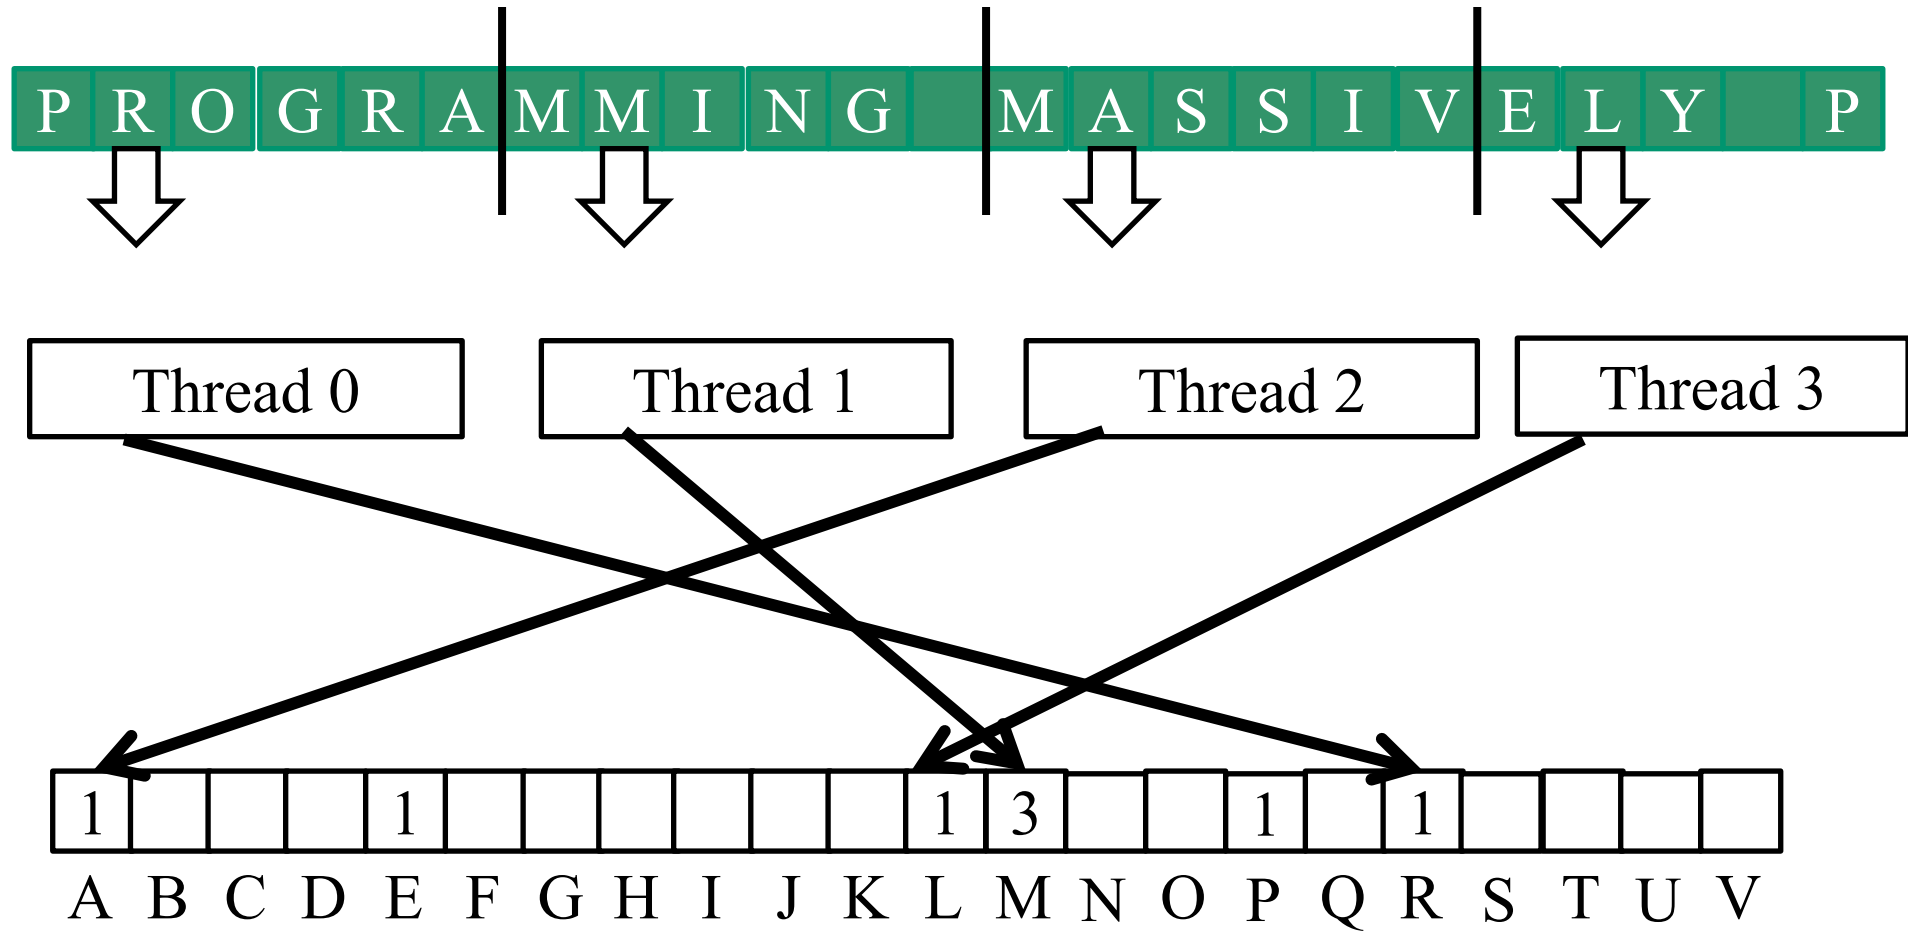 P R O G R A M M I N G M A S S I V E L Y P
Thread 0 Thread 1 Thread 2 Thread 3
1 1 1 3 1 1
A B C D E F G H I J K L M N O P Q R S T U V